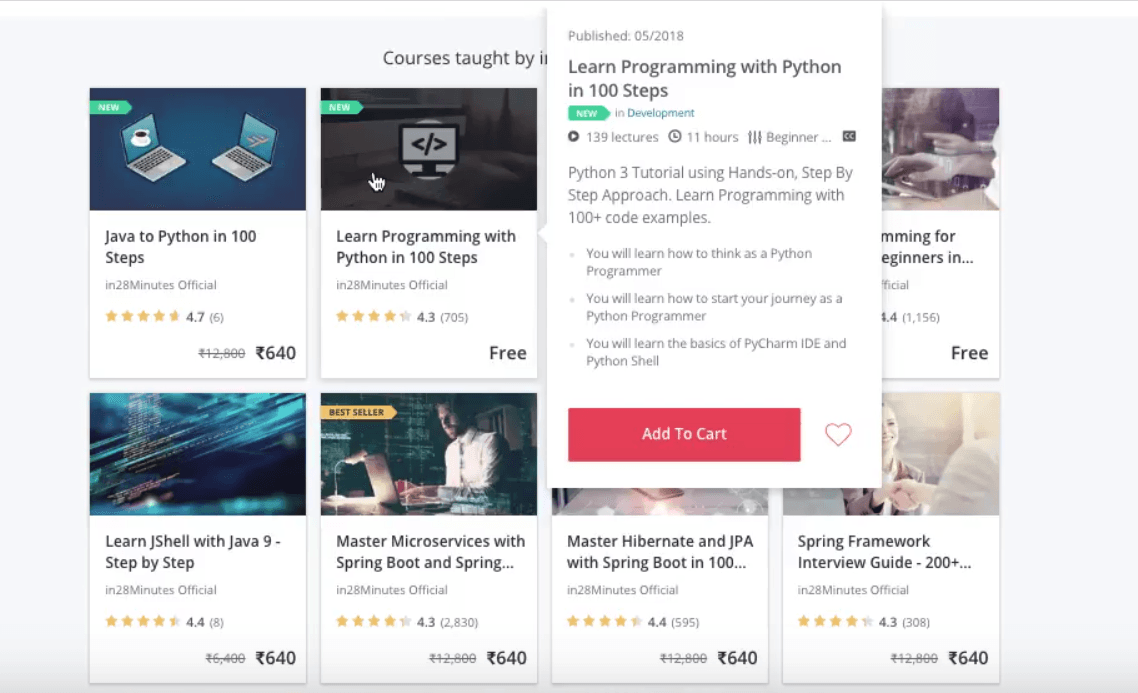 Courses taught by in
NEW
Java to Python in 100
Steps
in28Minutes Official
4.7 (6)
₹12,800 ₹640
NEW
</>
Learn Programming with
Python in 100 Steps
in28Minutes Official
4.3 (705)
Free
Published: 05/2018
Learn Programming with Python
in 100 Steps
NEW in Development
139 lectures 11 hours Beginner ... CC
Python 3 Tutorial using Hands-on, Step By
Step Approach. Learn Programming with
100+ code examples.
You will learn how to think as a Python
Programmer
You will learn how to start your journey as a
Python Programmer
You will learn the basics of PyCharm IDE and
Python Shell
Add To Cart
mming for
eginners in...
fficial
4.4 (1,156)
Free
Learn JShell with Java 9 -
Step by Step
in28Minutes Official
4.4 (8)
₹6,400 ₹640
BEST SELLER
Master Microservices with
Spring Boot and Spring...
in28Minutes Official
4.3 (2,830)
₹12,800 ₹640
Master Hibernate and JPA
with Spring Boot in 100...
in28Minutes Official
4.4 (595)
₹12,800 ₹640
Spring Framework
Interview Guide - 200+...
in28Minutes Official
4.3 (308)
₹12,800 ₹640